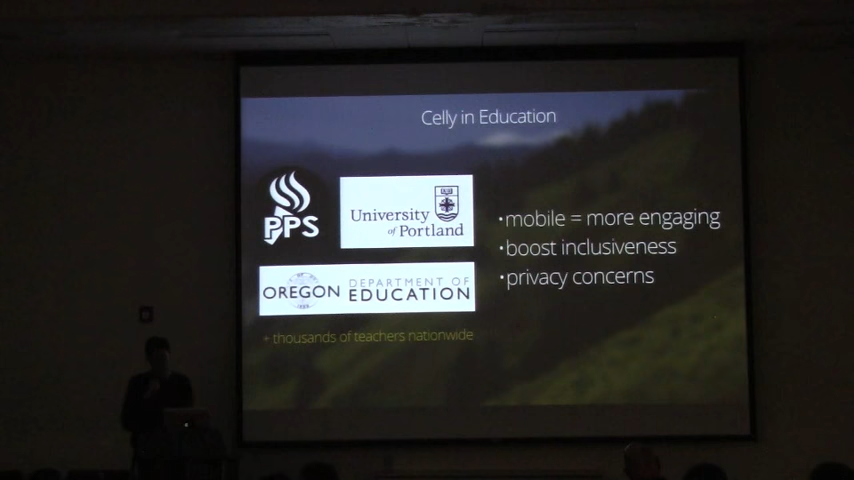 Celly in Education
PPS
University
of Portland
OREGON DEPARTMENT OF
EDUCATION
+ thousands of teachers nationwide
•mobile = more engaging
•boost inclusiveness
•privacy concerns